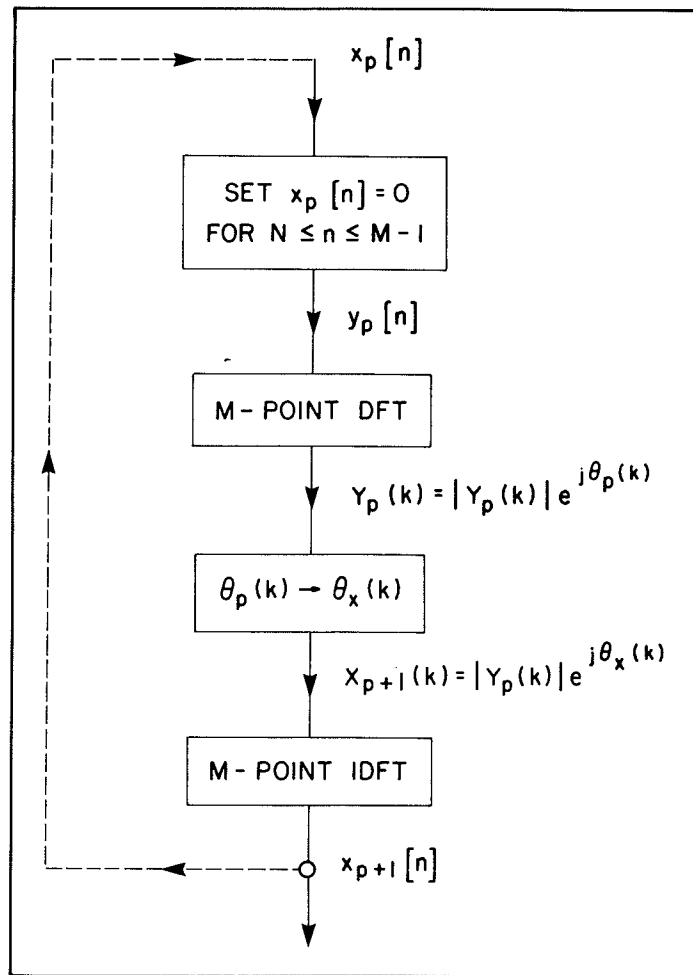 x_p[n]
SET x_p[n] = 0
FOR N ≤ n ≤ M-1
y_p[n]
M-POINT DFT
Y_p(k) = |Y_p(k)| e^{jθ_p(k)}
θ_p(k) → θ_x(k)
X_{p+1}(k) = |Y_p(k)| e^{jθ_x(k)}
M-POINT IDFT
x_{p+1}[n]